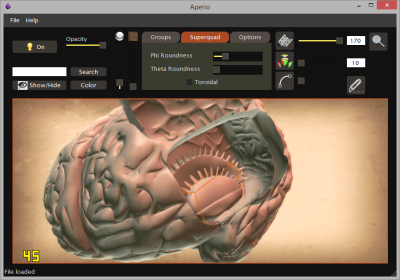 Aperio
File Help
On
Opacity
Groups
Superquad
Options
Phi Roundness
Theta Roundness
Toroidal
170
10
Search
Show/Hide
Color
45
File loaded